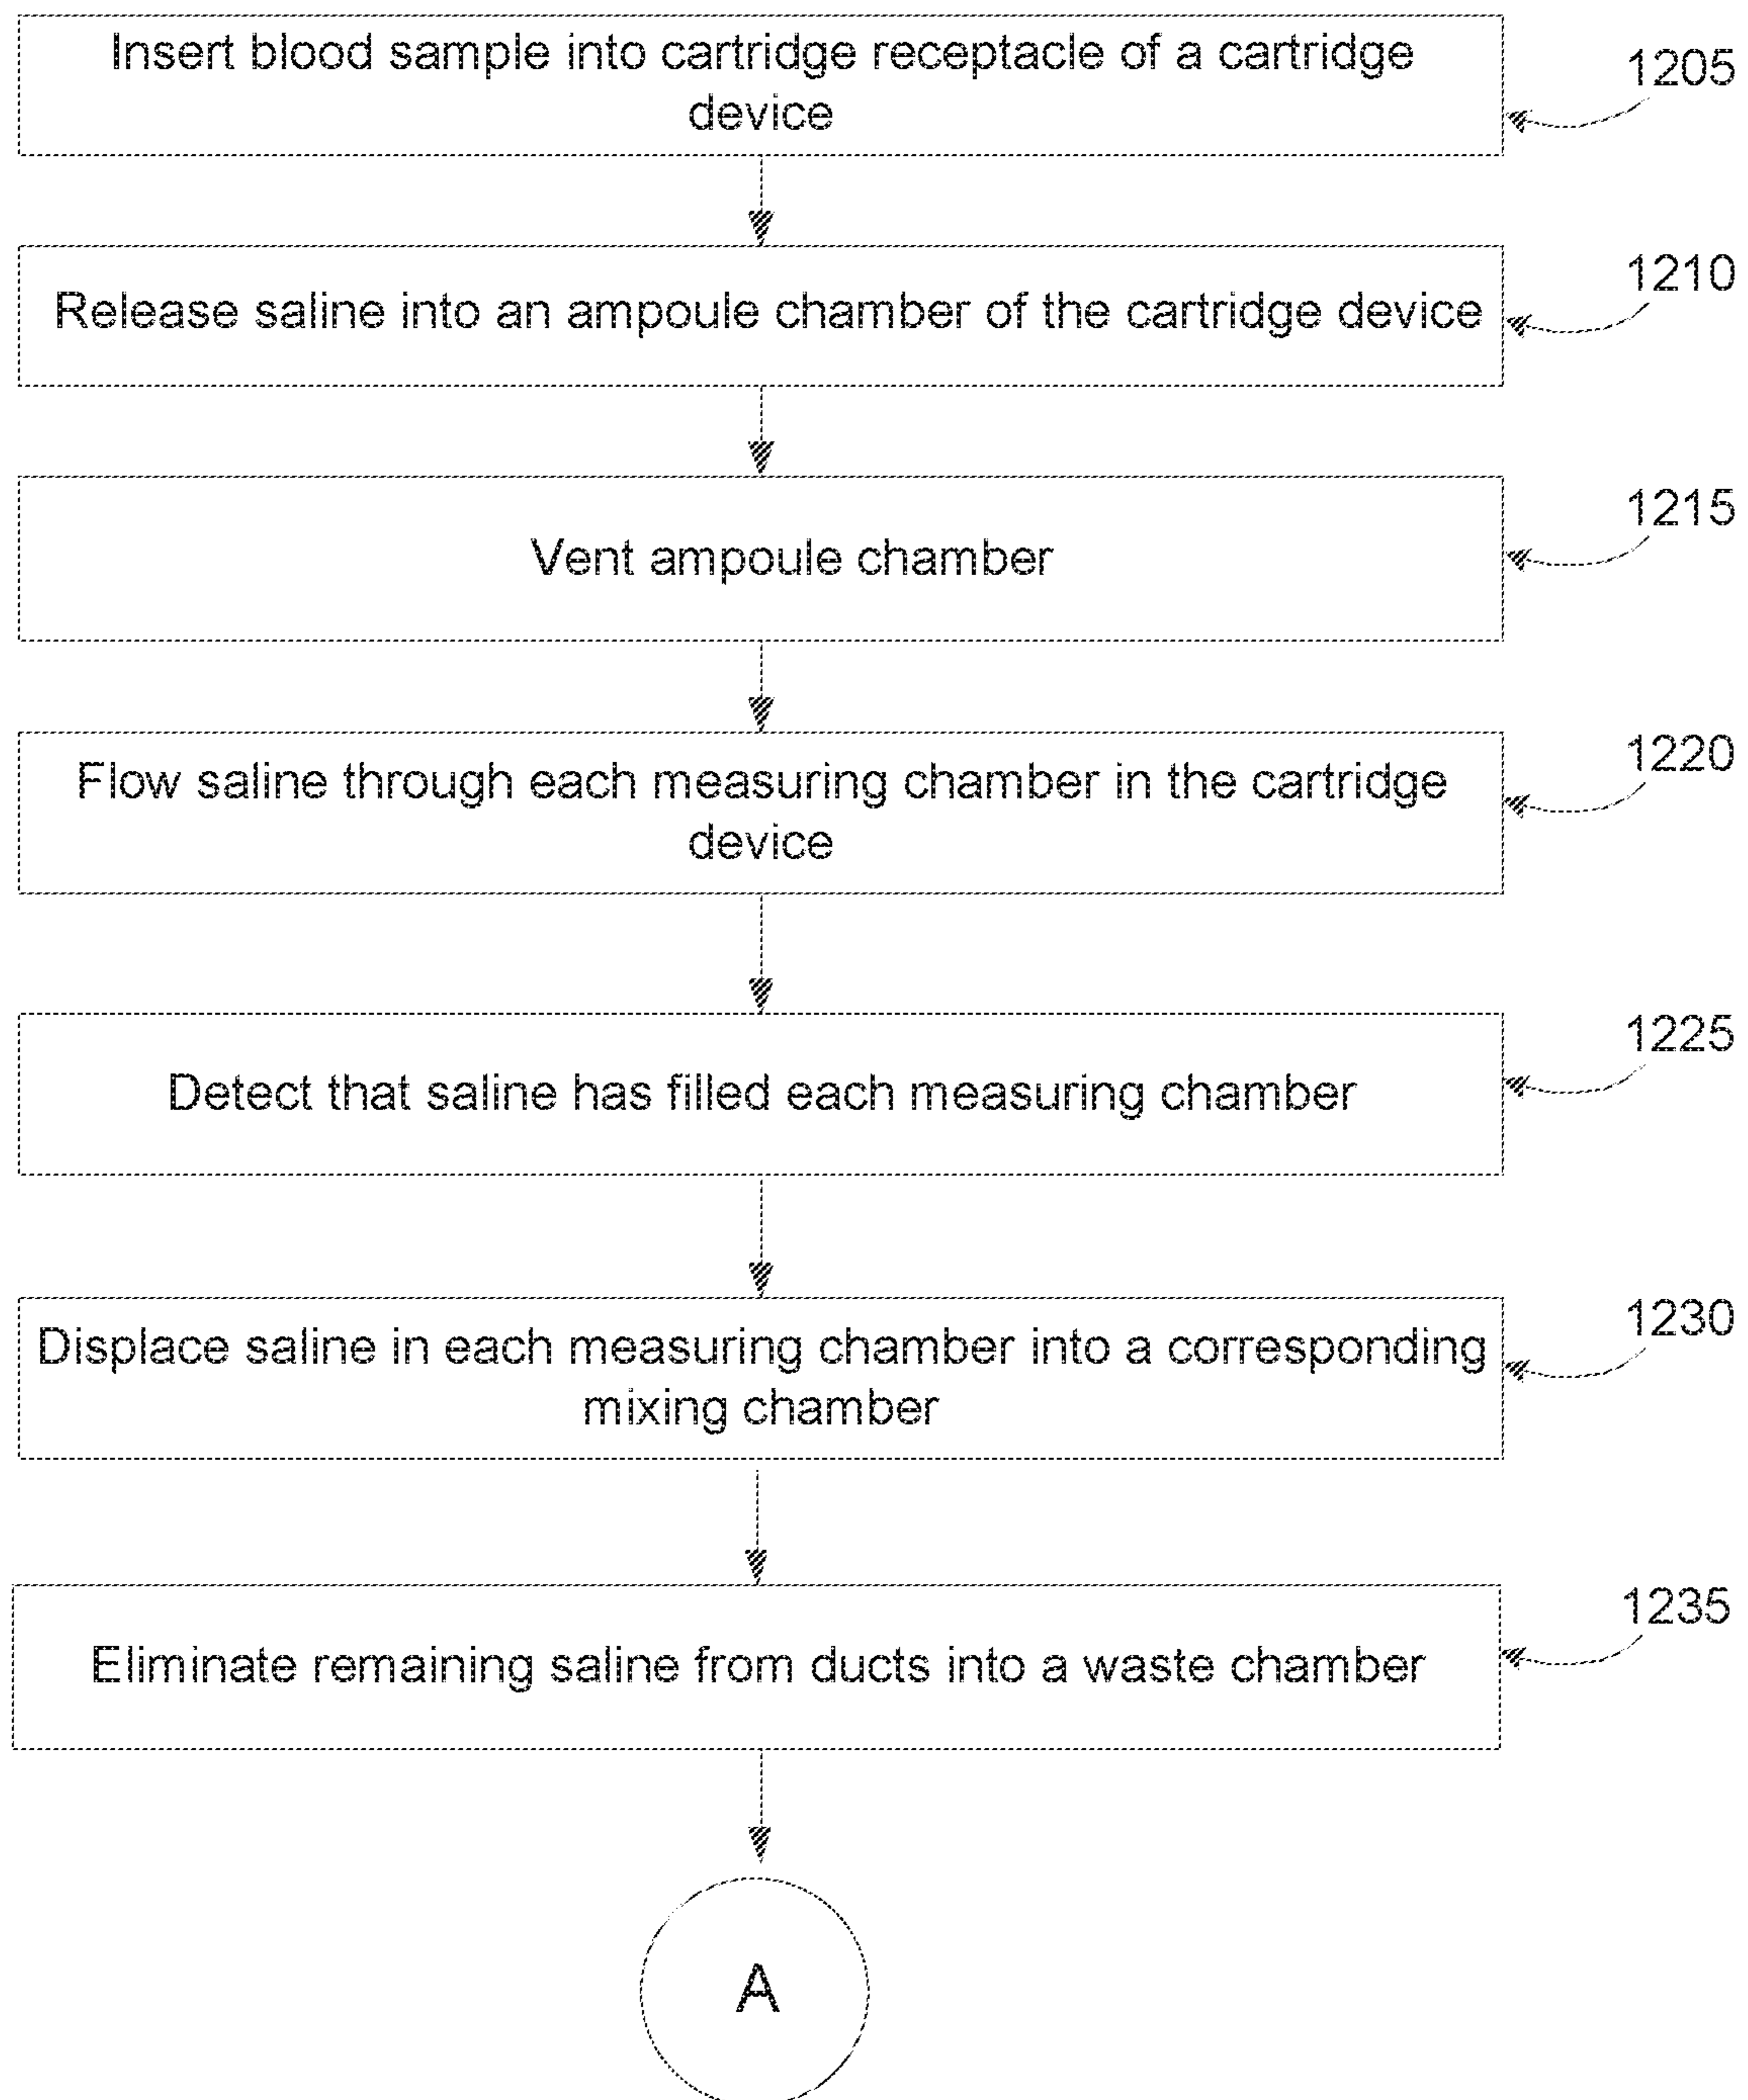 Insert blood sample into cartridge receptacle of a cartridge
device
1205
Release saline into an ampoule chamber of the cartridge device
1210
Vent ampoule chamber
1215
Flow saline through each measuring chamber in the cartridge
device
1220
Detect that saline has filled each measuring chamber
1225
Displace saline in each measuring chamber into a corresponding
mixing chamber
1230
Eliminate remaining saline from ducts into a waste chamber
1235
A